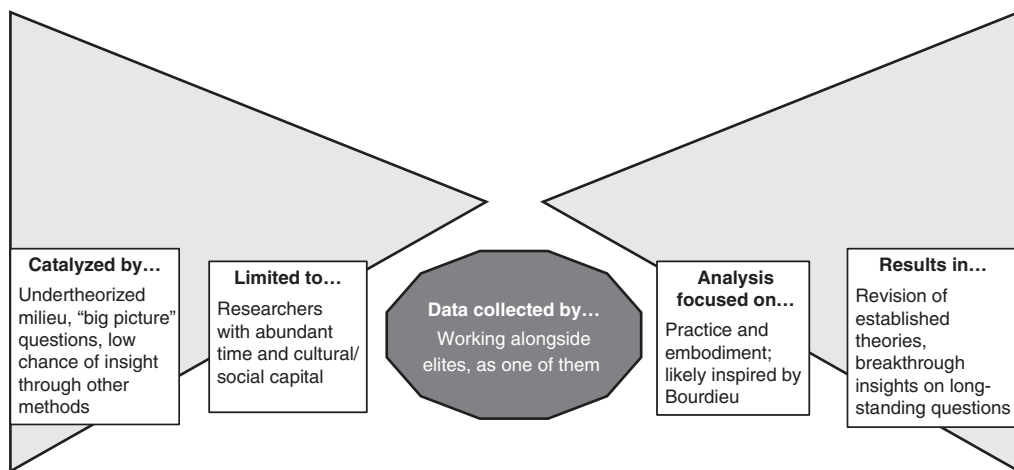 Catalyzed by…
Undertheorized
milieu, “big picture”
questions, low
chance of insight
through other
methods
Limited to…
Researchers
with abundant
time and cultural/
social capital
Data collected by…
Working alongside
elites, as one of them
Analysis
focused on…
Practice and
embodiment;
likely inspired by
Bourdieu
Results in…
Revision of
established
theories,
breakthrough
insights on long-
standing questions